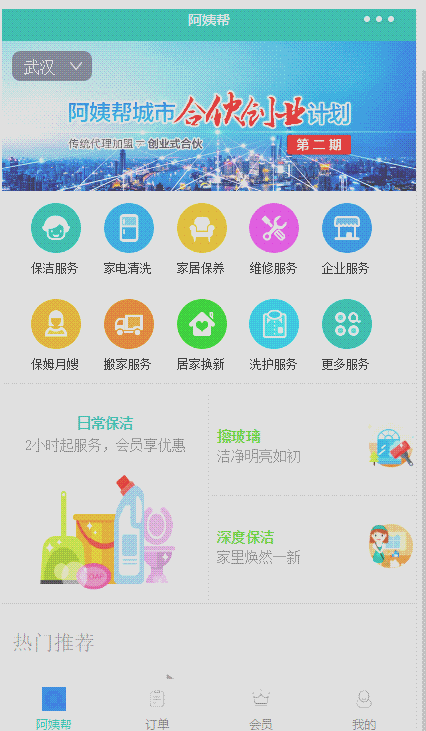 阿姨帮
武汉
阿姨帮城市合伙创业计划
传统代理加盟 创业式合伙
第二期
保洁服务 家电清洗 家居保养 维修服务 企业服务
保姆月嫂 搬家服务 居家换新 洗护服务 更多服务
日常保洁
2小时起服务，会员享优惠
擦玻璃
洁净明亮如初
深度保洁
家里焕然一新
热门推荐
阿姨帮 订单 会员 我的